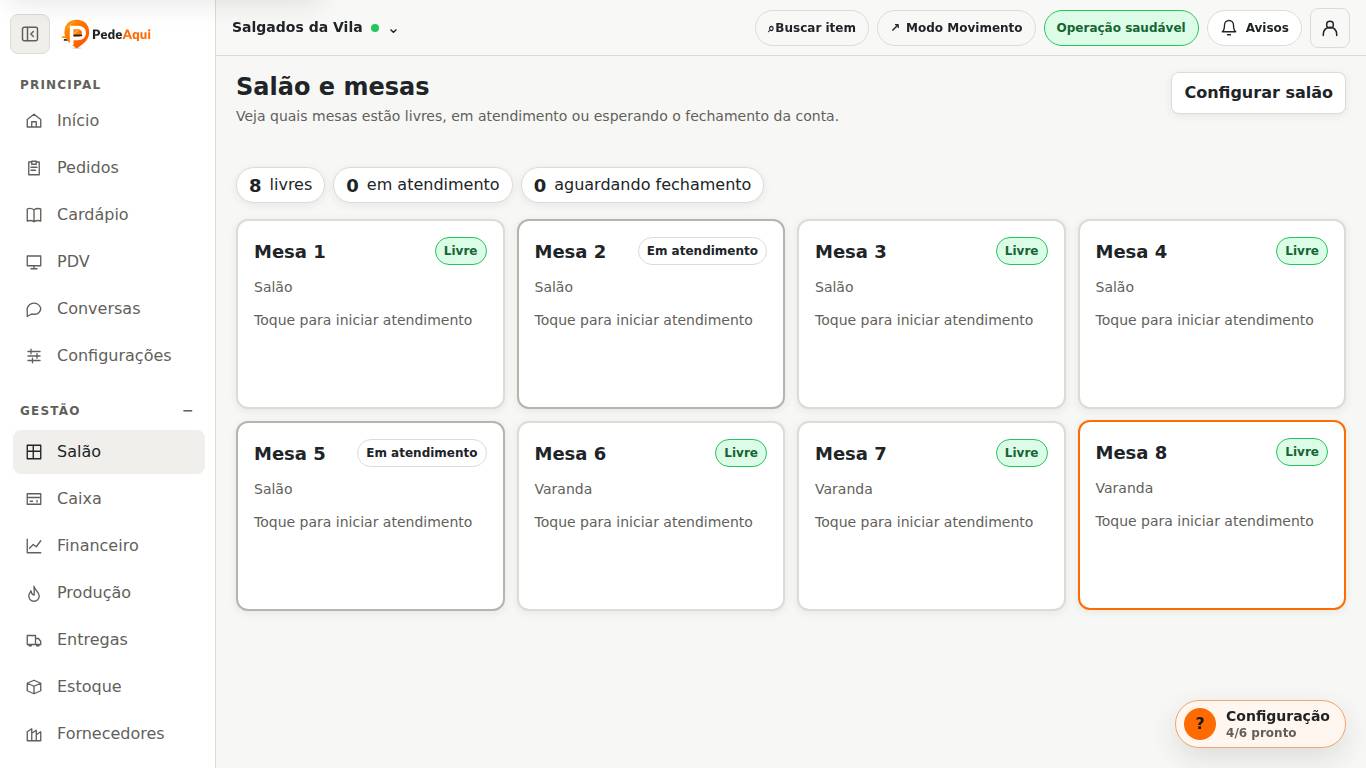 PedeAqui
Salgados da Vila
Buscar item
Modo Movimento
Operação saudável
Avisos
PRINCIPAL
Início
Pedidos
Cardápio
PDV
Conversas
Configurações
GESTÃO
Salão
Caixa
Financeiro
Produção
Entregas
Estoque
Fornecedores
Salão e mesas
Configurar salão
Veja quais mesas estão livres, em atendimento ou esperando o fechamento da conta.
8 livres
0 em atendimento
0 aguardando fechamento
Mesa 1 Livre
Salão
Toque para iniciar atendimento
Mesa 2 Em atendimento
Salão
Toque para iniciar atendimento
Mesa 3 Livre
Salão
Toque para iniciar atendimento
Mesa 4 Livre
Salão
Toque para iniciar atendimento
Mesa 5 Em atendimento
Salão
Toque para iniciar atendimento
Mesa 6 Livre
Varanda
Toque para iniciar atendimento
Mesa 7 Livre
Varanda
Toque para iniciar atendimento
Mesa 8 Livre
Varanda
Toque para iniciar atendimento
? Configuração
4/6 pronto